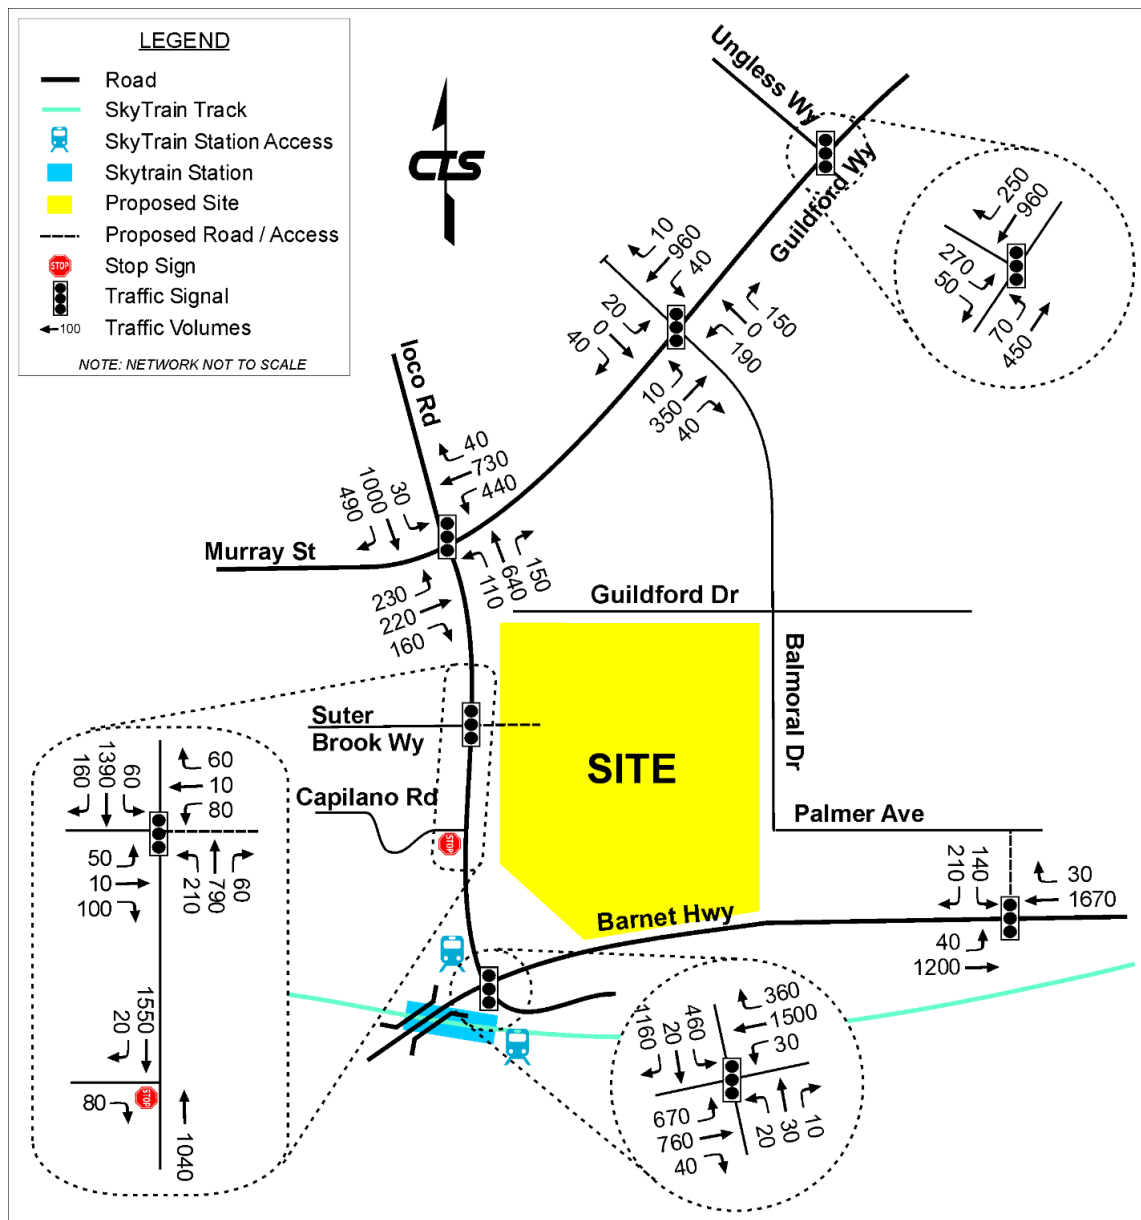 LEGEND
Road
SkyTrain Track
SkyTrain Station Access
Skytrain Station
Proposed Site
Proposed Road / Access
STOP
Stop Sign
Traffic Signal
100
Traffic Volumes
NOTE: NETWORK NOT TO SCALE
CTS
Ungless Wy
Guildford Wy
250
960
270
50
70
450
10
960
40
20
0
40
150
0
190
10
350
40
Ioco Rd
40
730
440
30
1000
490
Murray St
230
220
160
110
640
150
Guildford Dr
Balmoral Dr
Suter
Brook Wy
SITE
Capilano Rd
STOP
Palmer Ave
Barnet Hwy
160
1390
60
60
10
80
50
10
100
210
790
60
1550
20
80
STOP
1040
210
140
30
1670
40
1200
1160
20
460
360
1500
30
670
760
40
20
30
10